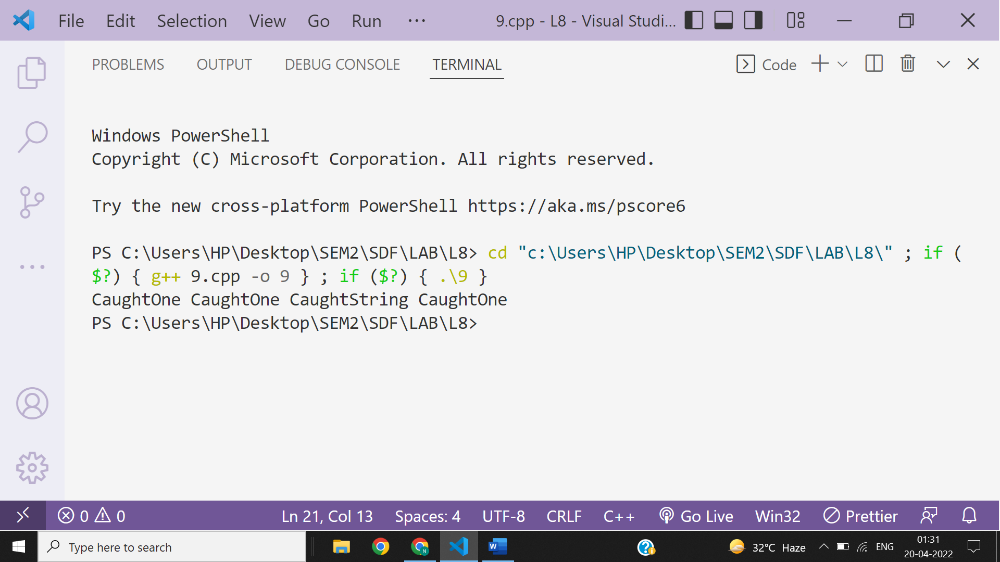 File Edit Selection View Go Run ··· 9.cpp - L8 - Visual Studi...
PROBLEMS OUTPUT DEBUG CONSOLE TERMINAL Code
Windows PowerShell
Copyright (C) Microsoft Corporation. All rights reserved.
Try the new cross-platform PowerShell https://aka.ms/pscore6
PS C:\Users\HP\Desktop\SEM2\SDF\LAB\L8> cd "c:\Users\HP\Desktop\SEM2\SDF\LAB\L8\" ; if (
$?) { g++ 9.cpp -o 9 } ; if ($?) { .\9 }
CaughtOne CaughtOne CaughtString CaughtOne
PS C:\Users\HP\Desktop\SEM2\SDF\LAB\L8>
0 0 Ln 21, Col 13 Spaces: 4 UTF-8 CRLF C++ Go Live Win32 Prettier
Type here to search N W 32°C Haze ENG 01:31
20-04-2022